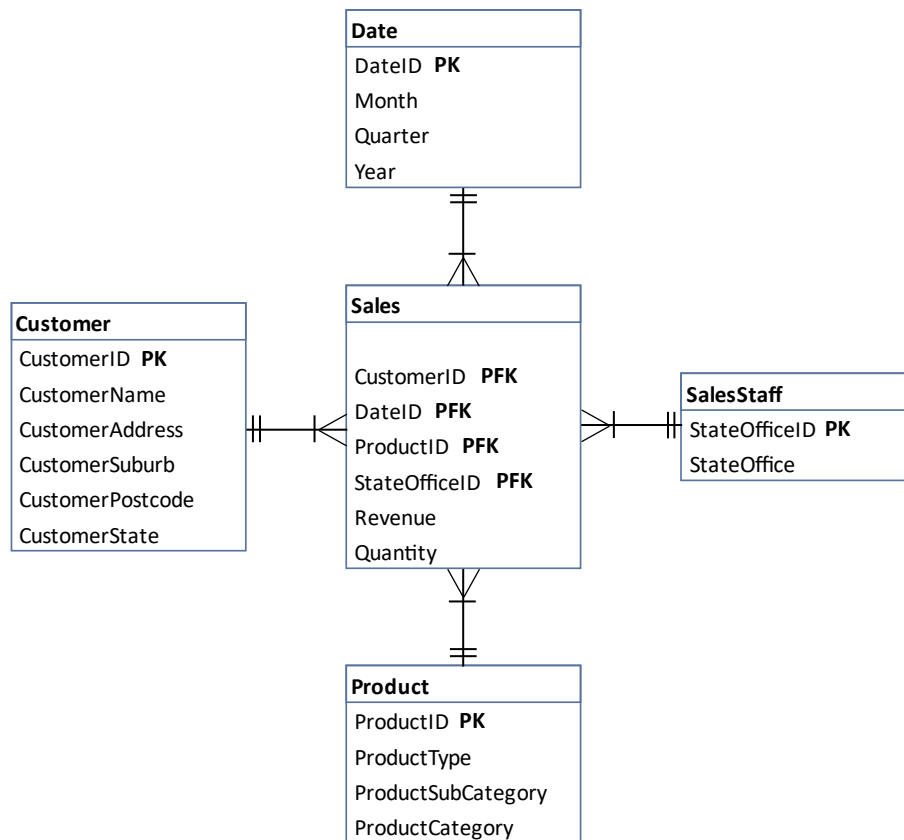 Date
DateID PK
Month
Quarter
Year
Customer
CustomerID PK
CustomerName
CustomerAddress
CustomerSuburb
CustomerPostcode
CustomerState
Sales
CustomerID PFK
DateID PFK
ProductID PFK
StateOfficeID PFK
Revenue
Quantity
SalesStaff
StateOfficeID PK
StateOffice
Product
ProductID PK
ProductType
ProductSubCategory
ProductCategory